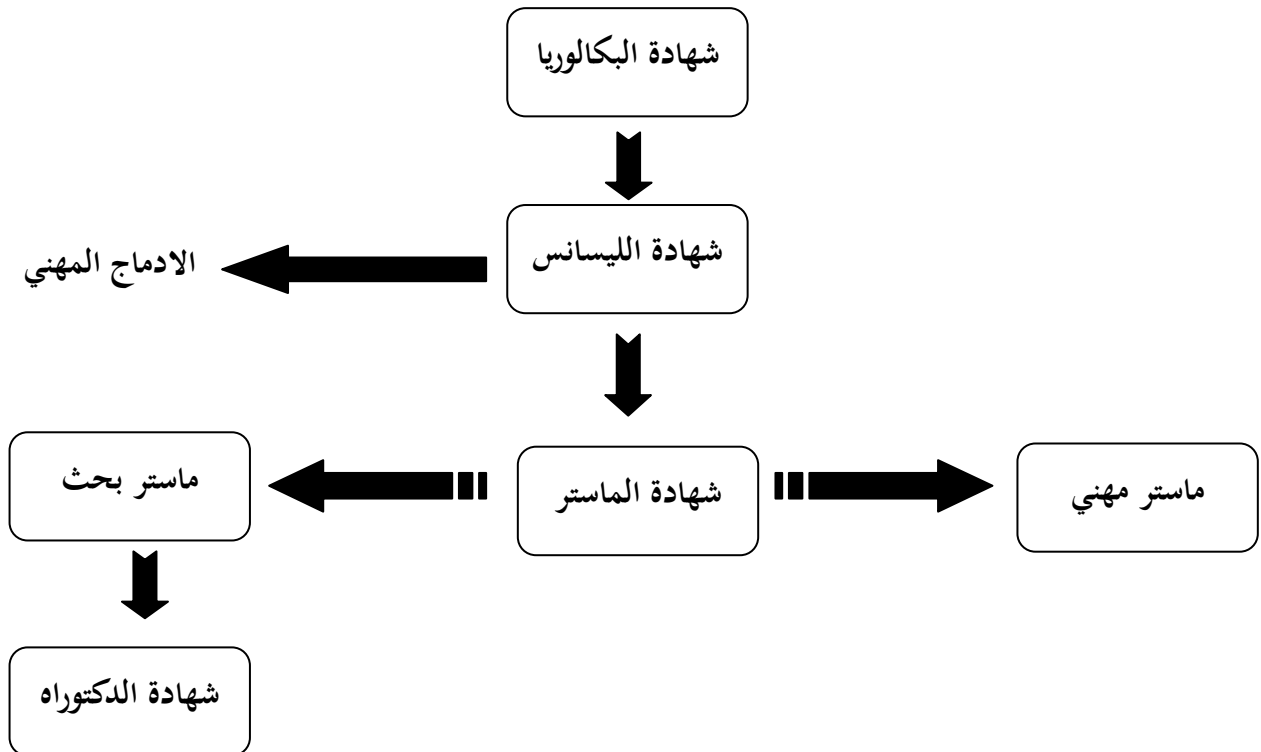 شهادة البكالوريا
شهادة الليسانس
الادماج المهني
ماستر مهني
شهادة الماستر
ماستر بحث
شهادة الدكتوراه